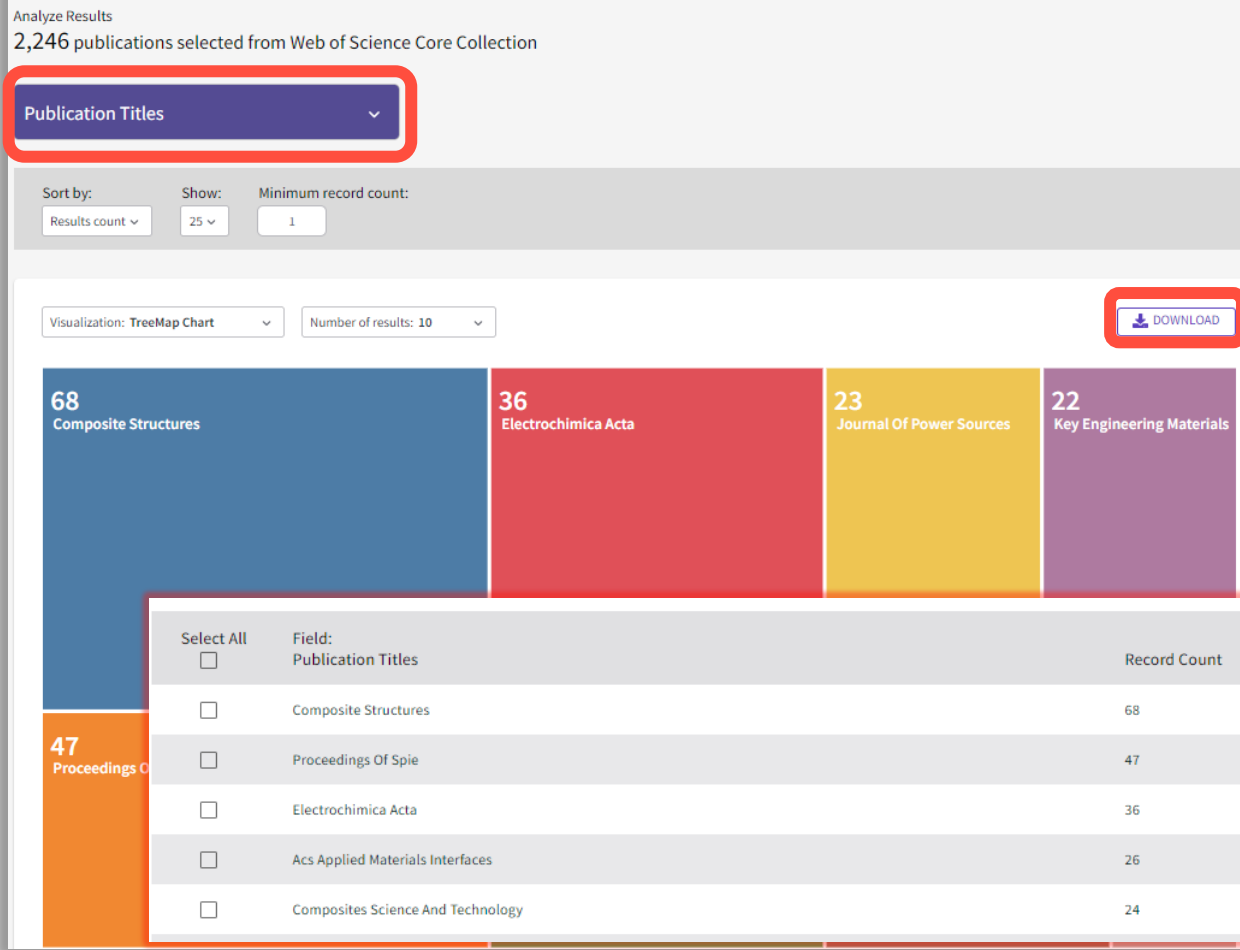 Analyze Results
2,246 publications selected from Web of Science Core Collection
Publication Titles
Sort by: Show: Minimum record count:
Results count 25 1
Visualization: TreeMap Chart Number of results: 10 DOWNLOAD
68
Composite Structures
36
Electrochimica Acta
23
Journal Of Power Sources
22
Key Engineering Materials
47
Proceedings O
Select All Field:
Publication Titles Record Count
Composite Structures 68
Proceedings Of Spie 47
Electrochimica Acta 36
Acs Applied Materials Interfaces 26
Composites Science And Technology 24